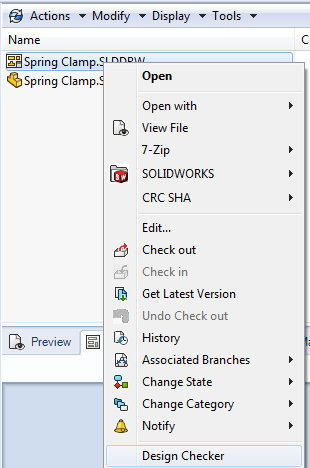 Actions Modify Display Tools
Name C
Spring Clamp.SLDDRW
Spring Clamp.S
Open
Open with
View File
7-Zip
SOLIDWORKS
CRC SHA
Edit...
Check out
Check in
Get Latest Version
Undo Check out
Preview
History
Associated Branches
Change State
Change Category
Notify
Design Checker